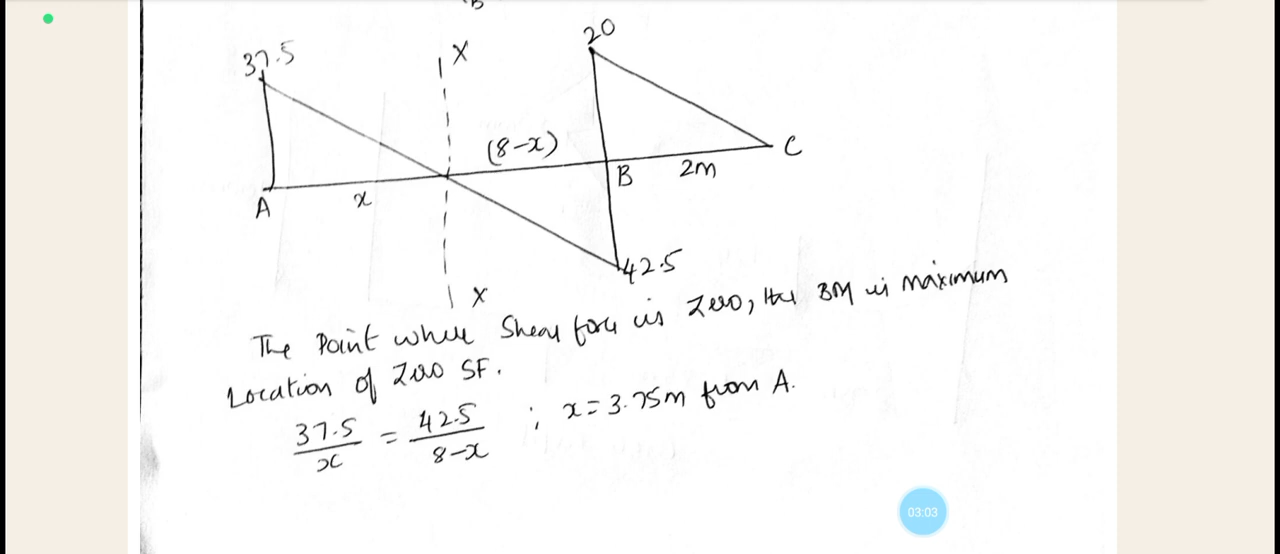 B
37.5
X
20
(8-x)
C
A
x
B
2m
42.5
X
The Point where Shear force is Zero, the BM is maximum
Location of Zero SF.
37.5/x = 42.5/8-x ; x = 3.75m from A.
03:03